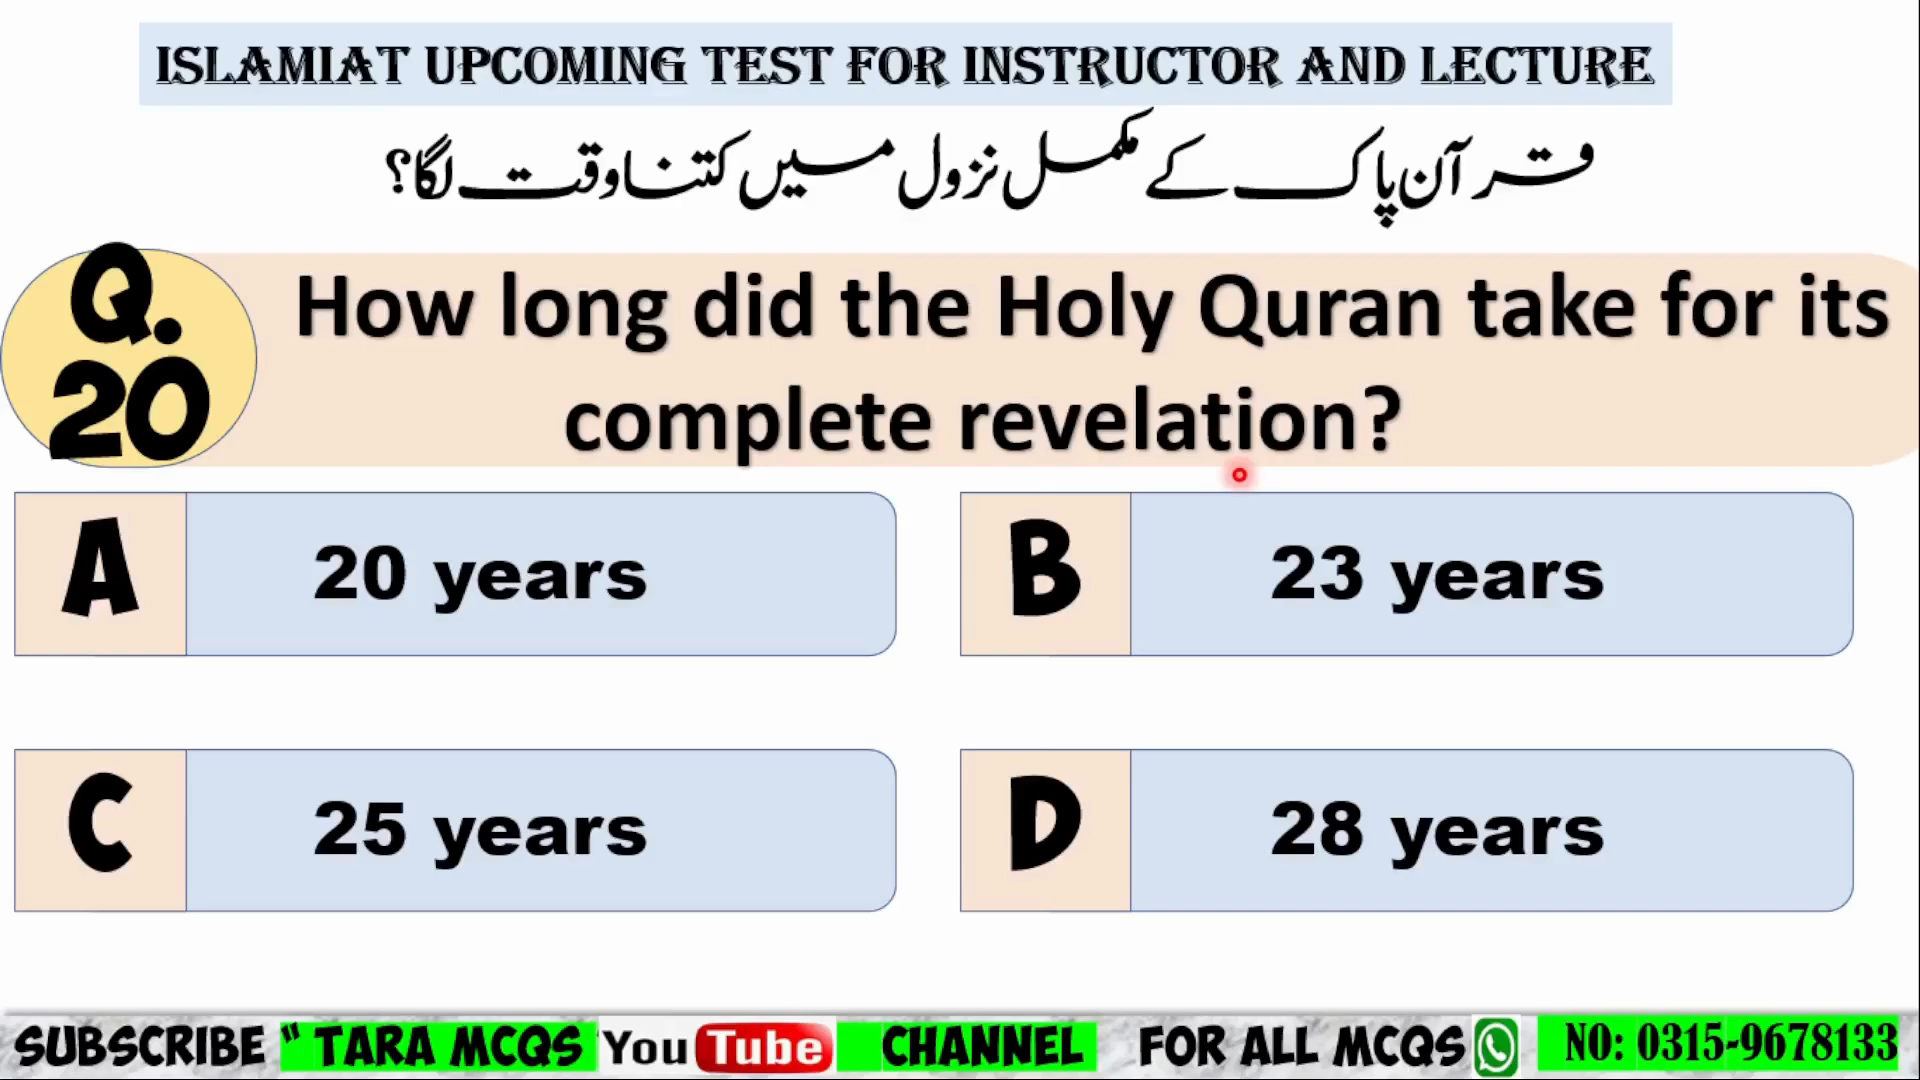 ISLAMIAT UPCOMING TEST FOR INSTRUCTOR AND LECTURE
قرآن پاک کے مکمل نزول میں کتنا وقت لگا؟
Q. 20
How long did the Holy Quran take for its
complete revelation?
A 20 years
B 23 years
C 25 years
D 28 years
SUBSCRIBE " TARA MCQS YouTube CHANNEL FOR ALL MCQS NO: 0315-9678133